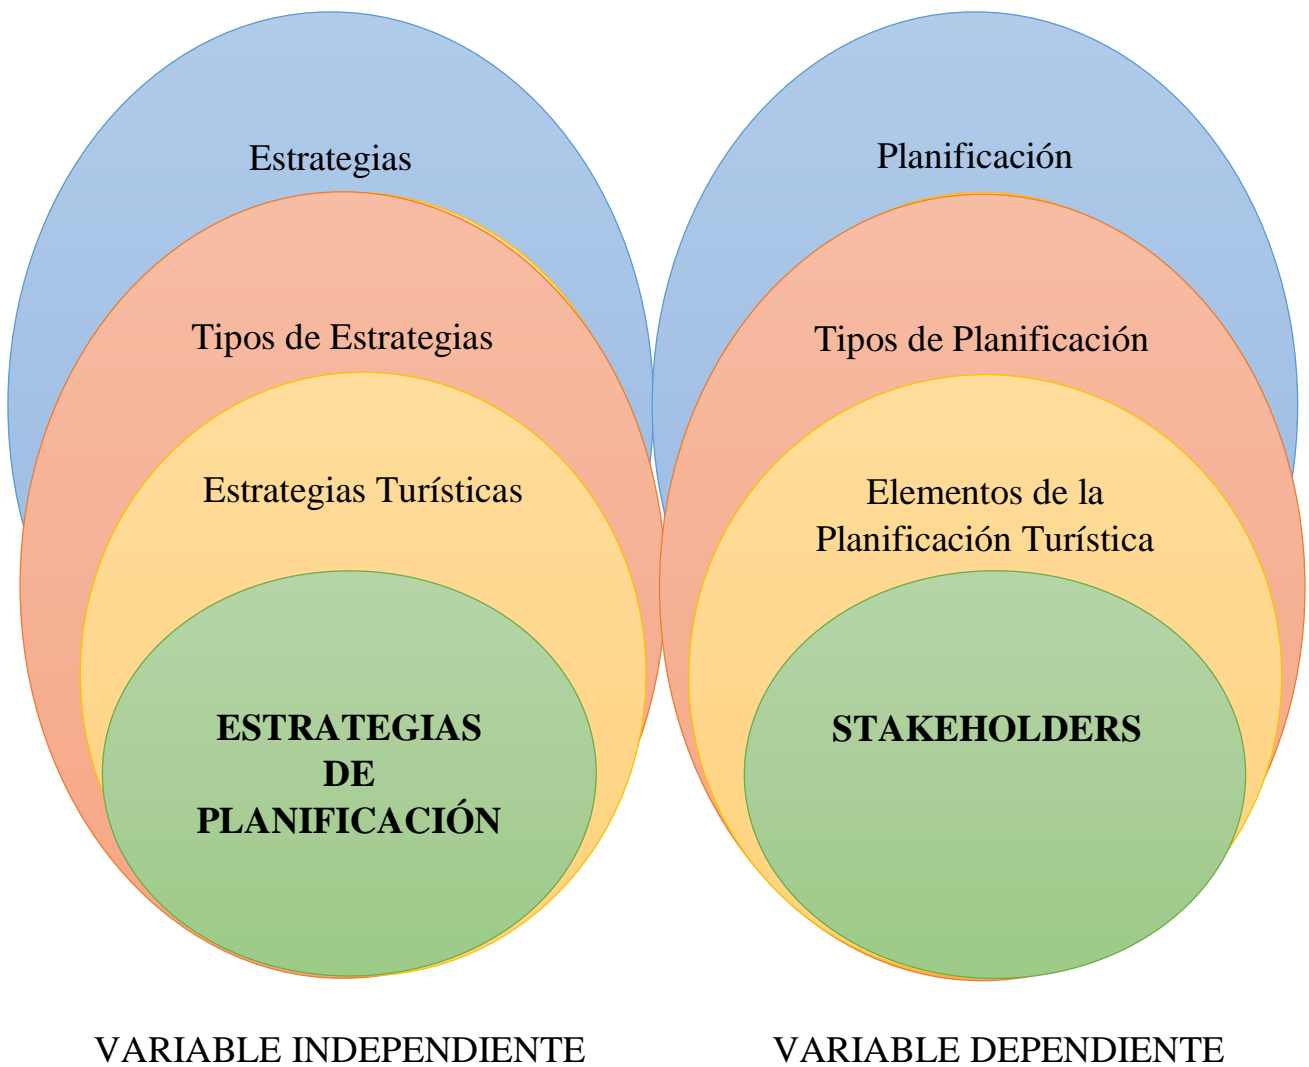 Estrategias
Tipos de Estrategias
Estrategias Turísticas
ESTRATEGIAS
DE
PLANIFICACIÓN
VARIABLE INDEPENDIENTE
Planificación
Tipos de Planificación
Elementos de la
Planificación Turística
STAKEHOLDERS
VARIABLE DEPENDIENTE